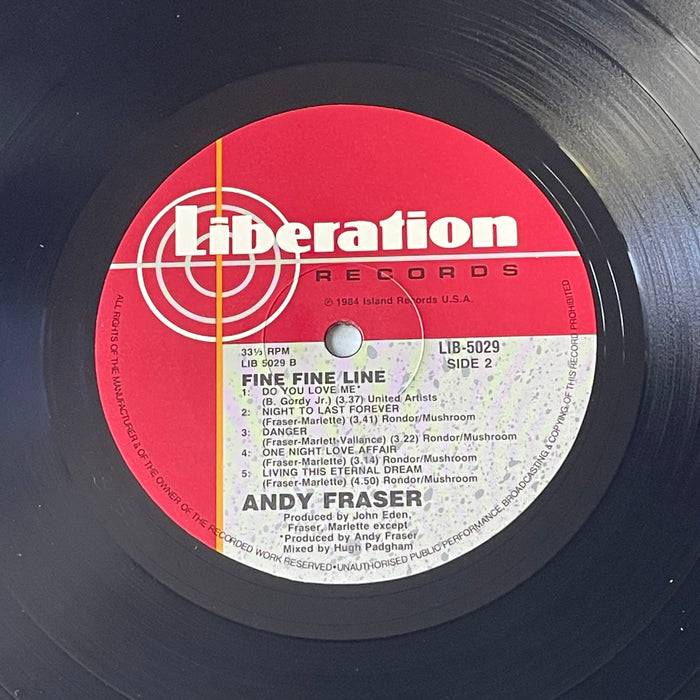 Liberation
RECORDS
℗ 1984 Island Records U.S.A.
33⅓ RPM
LIB 5029 B
LIB-5029
SIDE 2
FINE FINE LINE
1: DO YOU LOVE ME*
(B. Gordy Jr.) (3.37) United Artists
2: NIGHT TO LAST FOREVER
(Fraser-Marlette) (3.41) Rondor/Mushroom
3: DANGER
(Fraser-Marlett-Vallance) (3.22) Rondor/Mushroom
4: ONE NIGHT LOVE AFFAIR
(Fraser-Marlette) (3.14) Rondor/Mushroom
5: LIVING THIS ETERNAL DREAM
(Fraser-Marlette) (4.50) Rondor/Mushroom
ANDY FRASER
Produced by John Eden,
Fraser, Marlette except
*Produced by Andy Fraser
Mixed by Hugh Padgham
ALL RIGHTS OF THE MANUFACTURER & OF THE OWNER OF THE RECORDED WORK RESERVED•UNAUTHORISED PUBLIC PERFORMANCE, BROADCASTING & COPYING OF THIS RECORD PROHIBITED